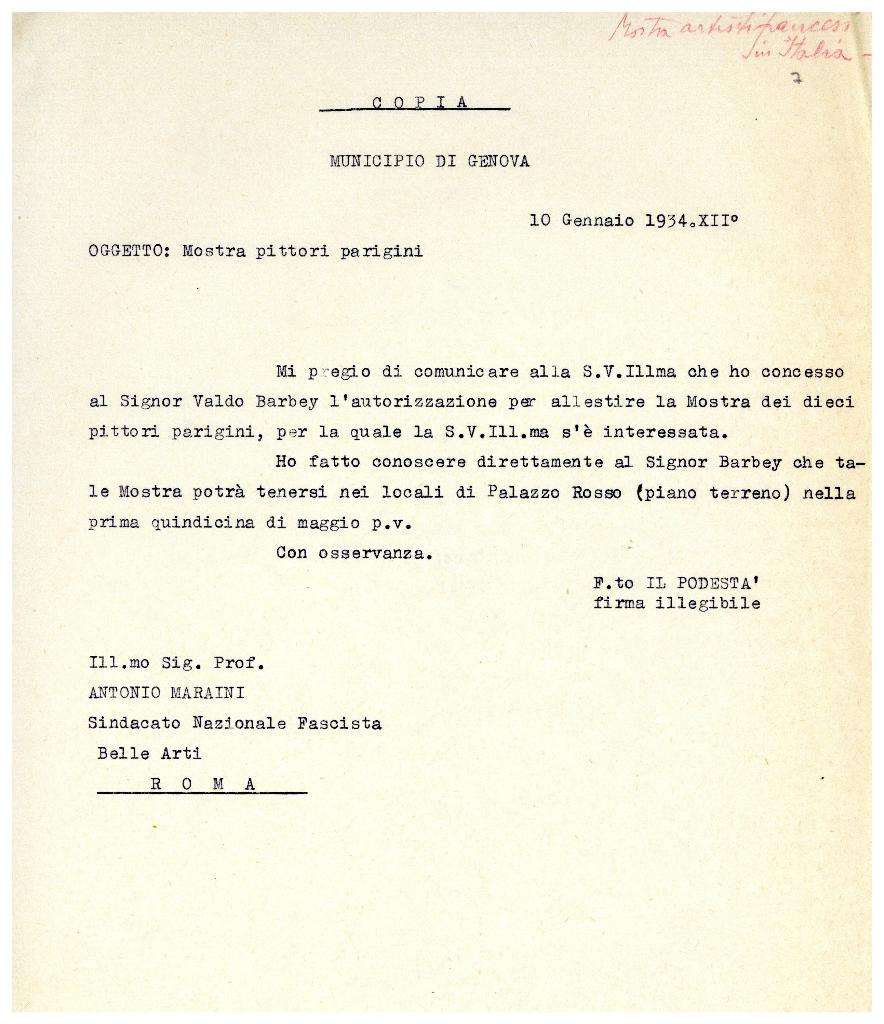 Mostra artisti francesi
in Italia -
7
C O P I A
MUNICIPIO DI GENOVA
10 Gennaio 1934.XII°
OGGETTO: Mostra pittori parigini
Mi pregio di comunicare alla S.V.Illma che ho concesso
al Signor Valdo Barbey l'autorizzazione per allestire la Mostra dei dieci
pittori parigini, per la quale la S.V.Ill.ma s'è interessata.
Ho fatto conoscere direttamente al Signor Barbey che ta-
le Mostra potrà tenersi nei locali di Palazzo Rosso (piano terreno) nella
prima quindicina di maggio p.v.
Con osservanza.
F.to IL PODESTA'
firma illegibile
Ill.mo Sig. Prof.
ANTONIO MARAINI
Sindacato Nazionale Fascista
Belle Arti
R O M A